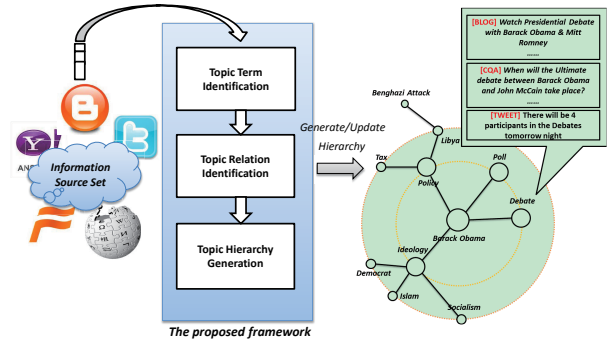 [BLOG] Watch Presidential Debate
with Barack Obama & Mitt
Romney
......
[CQA] When will the Ultimate
debate between Barack Obama
and John McCain take place?
......
[TWEET] There will be 4
participants in the Debates
tomorrow night
Topic Term
Identification
Topic Relation
Identification
Topic Hierarchy
Generation
The proposed framework
Y
AN
Information
Source Set
Generate/Update
Hierarchy
Benghazi Attack
Libya
Tax
Policy
Poll
Debate
Barack Obama
Ideology
Democrat
Islam
Socialism